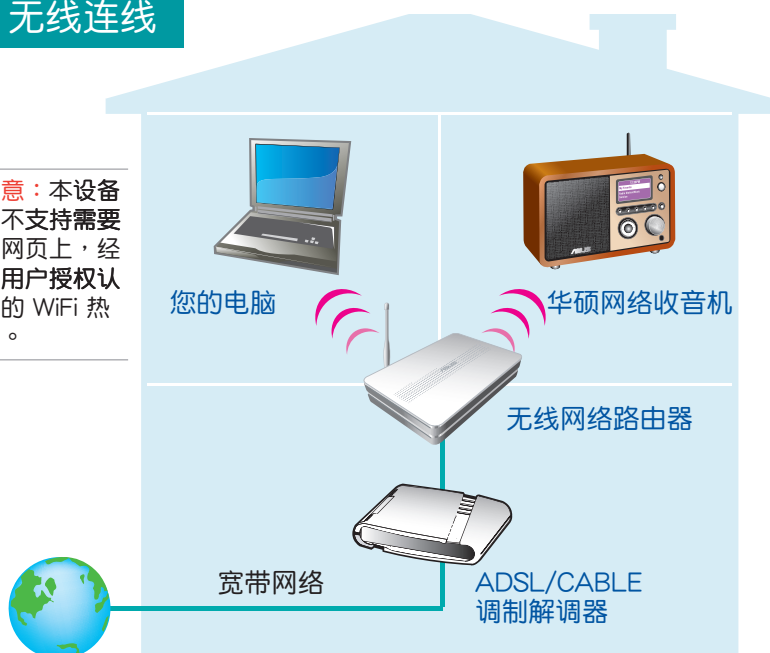 无线连线
意：本设备
不支持需要
网页上，经
用户授权认
的 WiFi 热
。
您的电脑
华硕网络收音机
无线网络路由器
宽带网络
ADSL/CABLE
调制解调器